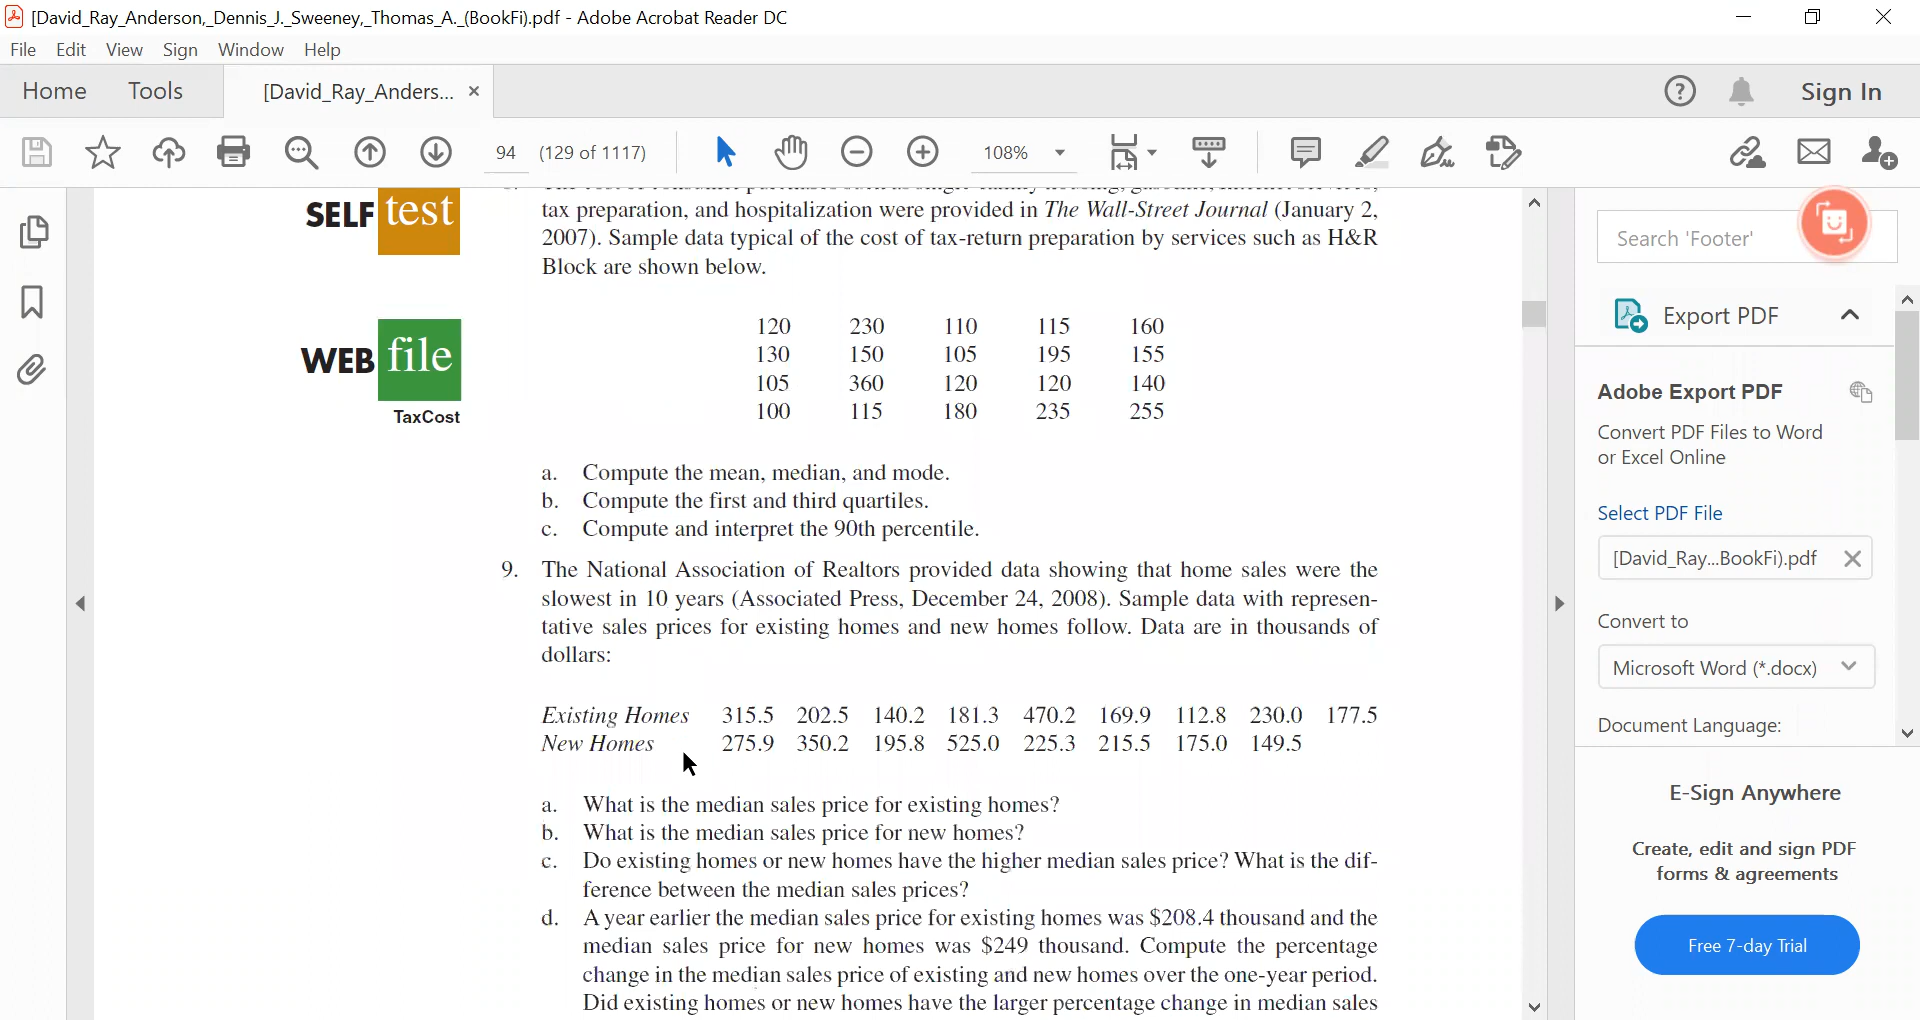 [David_Ray_Anderson,_Dennis_J._Sweeney,_Thomas_A._(BookFi).pdf - Adobe Acrobat Reader DC
File Edit View Sign Window Help
Home Tools [David_Ray_Anders... × Sign In
94 (129 of 1117) 108%
SELF test
tax preparation, and hospitalization were provided in The Wall-Street Journal (January 2,
2007). Sample data typical of the cost of tax-return preparation by services such as H&R
Block are shown below.
WEB file
TaxCost
120 230 110 115 160
130 150 105 195 155
105 360 120 120 140
100 115 180 235 255
a. Compute the mean, median, and mode.
b. Compute the first and third quartiles.
c. Compute and interpret the 90th percentile.
9. The National Association of Realtors provided data showing that home sales were the
slowest in 10 years (Associated Press, December 24, 2008). Sample data with represen-
tative sales prices for existing homes and new homes follow. Data are in thousands of
dollars:
Existing Homes 315.5 202.5 140.2 181.3 470.2 169.9 112.8 230.0 177.5
New Homes 275.9 350.2 195.8 525.0 225.3 215.5 175.0 149.5
a. What is the median sales price for existing homes?
b. What is the median sales price for new homes?
c. Do existing homes or new homes have the higher median sales price? What is the dif-
ference between the median sales prices?
d. A year earlier the median sales price for existing homes was $208.4 thousand and the
median sales price for new homes was $249 thousand. Compute the percentage
change in the median sales price of existing and new homes over the one-year period.
Did existing homes or new homes have the larger percentage change in median sales
Search 'Footer'
Export PDF
Adobe Export PDF
Convert PDF Files to Word
or Excel Online
Select PDF File
[David_Ray...BookFi).pdf
Convert to
Microsoft Word (*.docx)
Document Language:
E-Sign Anywhere
Create, edit and sign PDF
forms & agreements
Free 7-day Trial